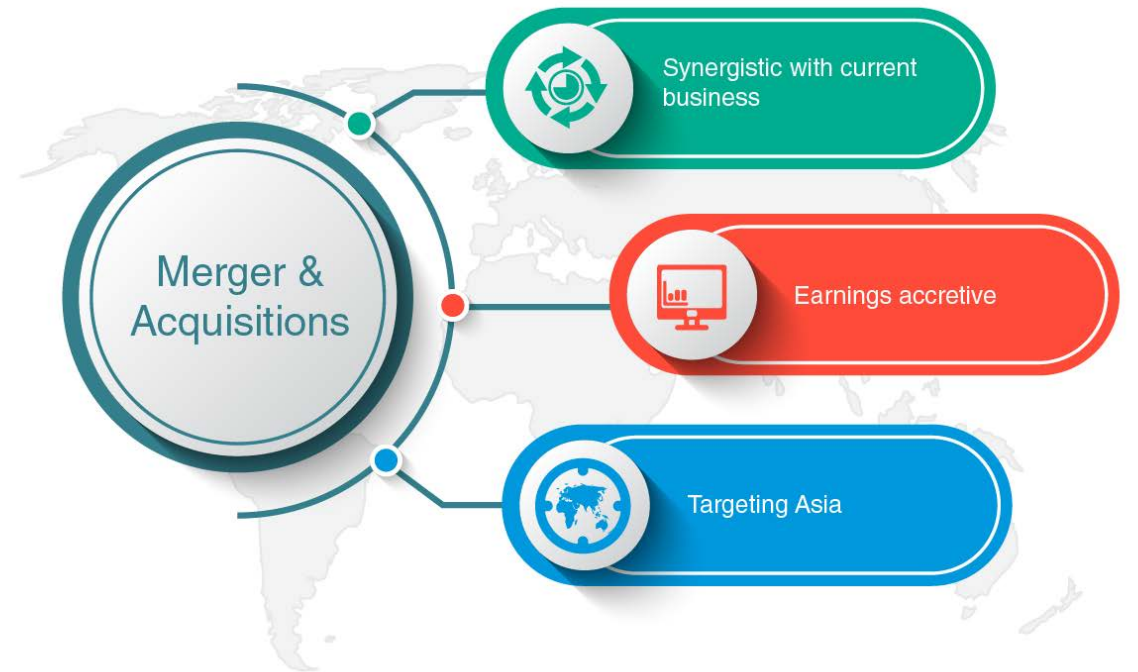 Merger &
Acquisitions
Synergistic with current
business
Earnings accretive
Targeting Asia